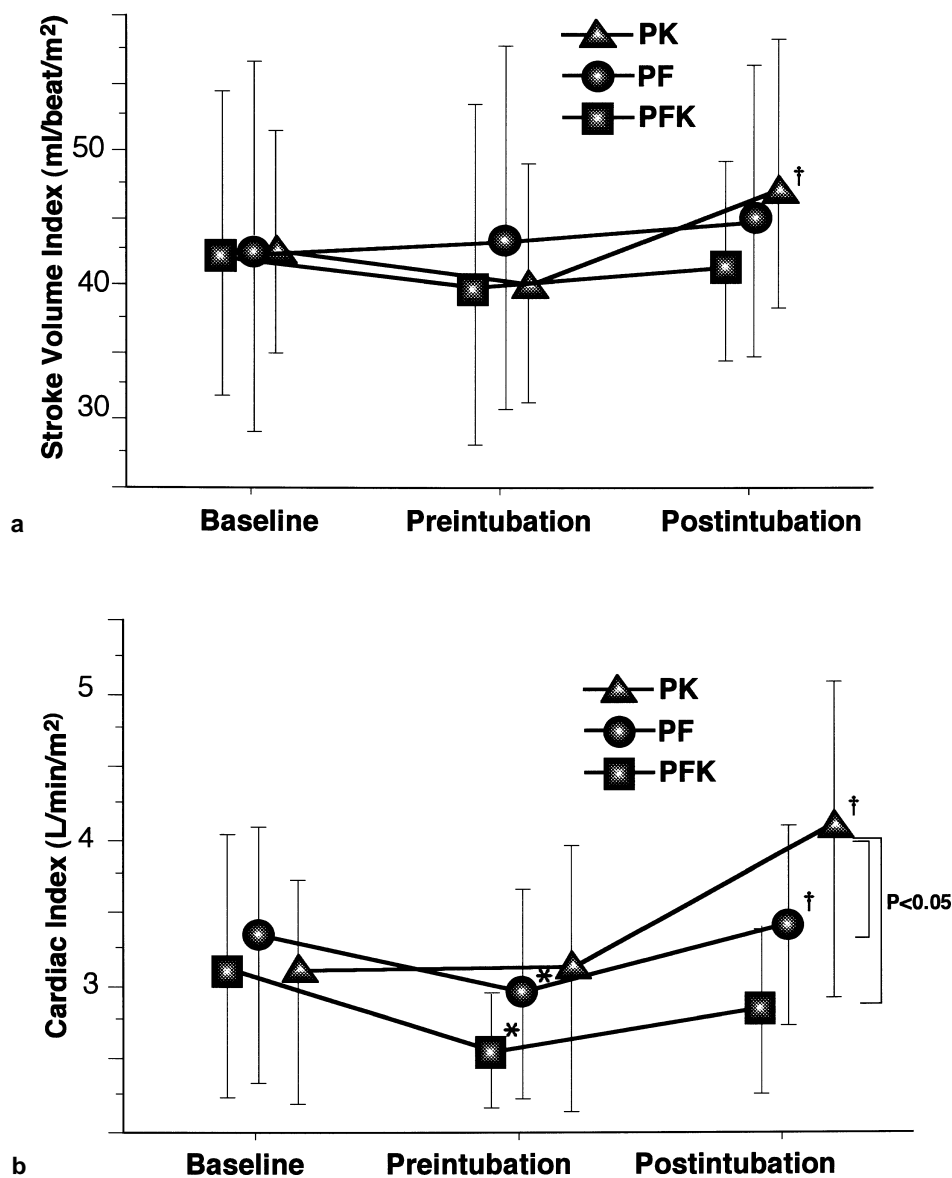 Stroke Volume Index (ml/beat/m²)
50
40
30
PK
PF
PFK
†
Baseline Preintubation Postintubation
a
Cardiac Index (L/min/m²)
5
4
3
PK
PF
PFK
†
†
P<0.05
*
*
Baseline Preintubation Postintubation
b